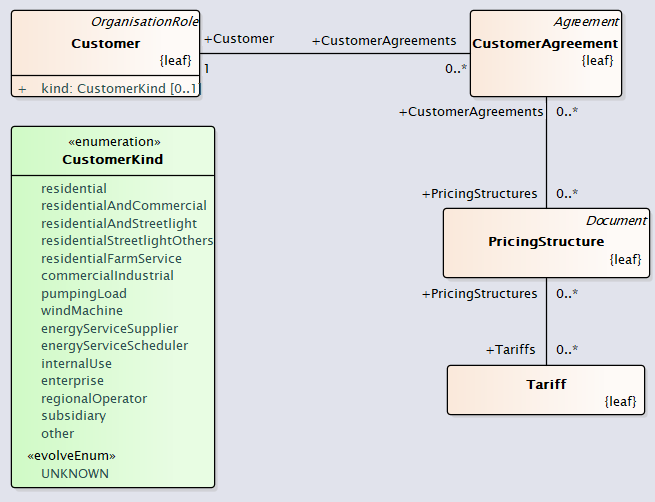 OrganisationRole
Customer
{leaf}
+ kind: CustomerKind [0..1]
+Customer
+CustomerAgreements
1
0..*
Agreement
CustomerAgreement
{leaf}
+CustomerAgreements 0..*
+PricingStructures 0..*
Document
PricingStructure
{leaf}
+PricingStructures 0..*
+Tariffs 0..*
Tariff
{leaf}
«enumeration»
CustomerKind
residential
residentialAndCommercial
residentialAndStreetlight
residentialStreetlightOthers
residentialFarmService
commercialIndustrial
pumpingLoad
windMachine
energyServiceSupplier
energyServiceScheduler
internalUse
enterprise
regionalOperator
subsidiary
other
«evolveEnum»
UNKNOWN